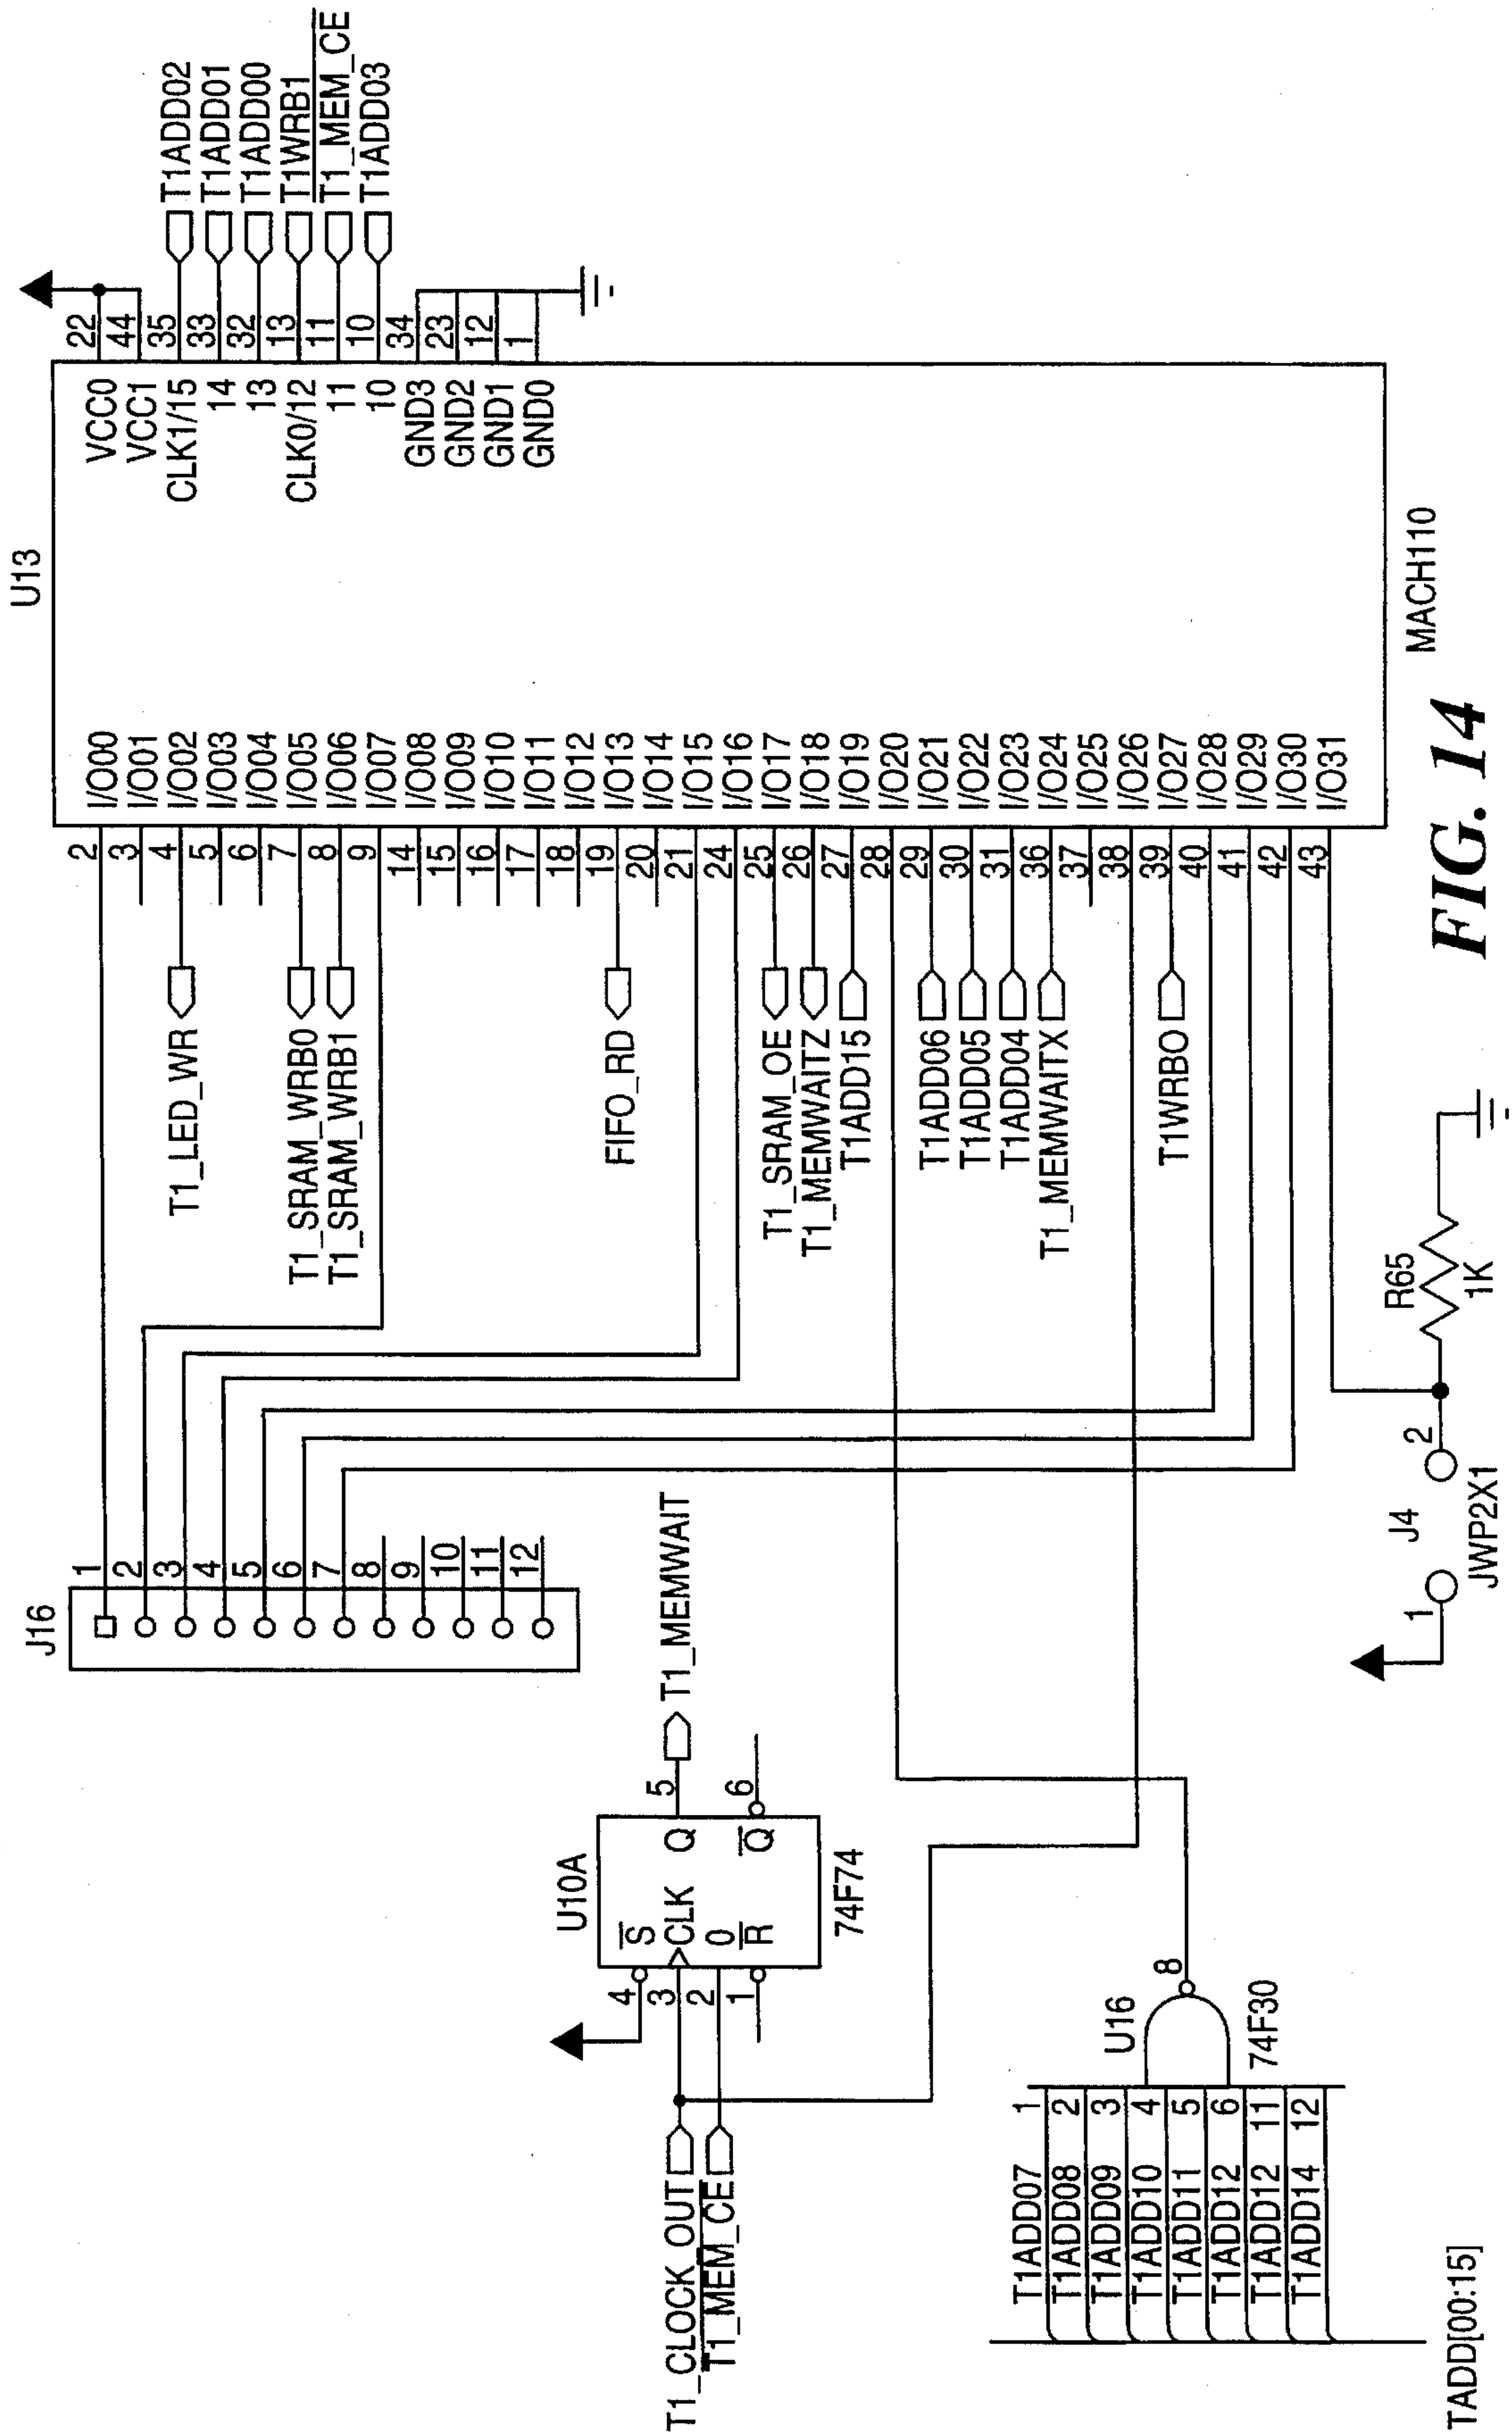 U13
I/O00
I/O01
I/O02
I/O03
I/O04
I/O05
I/O06
I/O07
I/O08
I/O09
I/O10
I/O11
I/O12
I/O13
I/O14
I/O15
I/O16
I/O17
I/O18
I/O19
I/O20
I/O21
I/O22
I/O23
I/O24
I/O25
I/O26
I/O27
I/O28
I/O29
I/O30
I/O31
2
3
4
5
6
7
8
9
14
15
16
17
18
19
20
21
24
25
26
27
28
29
30
31
36
37
38
39
40
41
42
43
VCC0
VCC1
CLK1/15
14
13
CLK0/12
11
10
GND3
GND2
GND1
GND0
22
44
35
33
32
13
11
10
34
23
12
1
T1ADD02
T1ADD01
T1ADD00
T1WRB1
T1_MEM_CE
T1ADD03
MACH110
T1_LED_WR
T1_SRAM_WRB0
T1_SRAM_WRB1
FIFO_RD
T1_SRAM_OE
T1_MEMWAITZ
T1ADD15
T1ADD06
T1ADD05
T1ADD04
T1_MEMWAITX
T1WRBO
J16
1
2
3
4
5
6
7
8
9
10
11
12
U10A
S
CLK
0
R
Q
Q
4
3
2
1
5
6
74F74
T1_MEMWAIT
T1_CLOCK OUT
T1_MEM_CE
T1ADD07 1
T1ADD08 2
T1ADD09 3
T1ADD10 4
T1ADD11 5
T1ADD12 6
T1ADD12 11
T1ADD14 12
U16
8
74F30
TADD[00:15]
1
J4
2
JWP2X1
R65
1K
FIG. 14